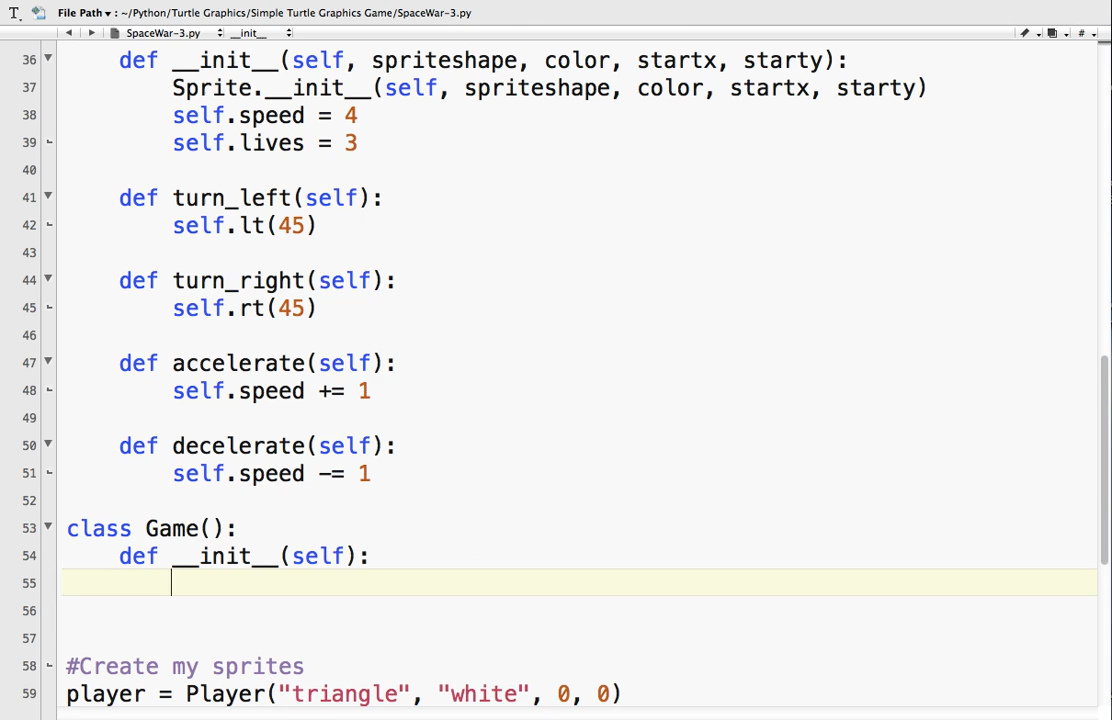 File Path ▾ : ~/Python/Turtle Graphics/Simple Turtle Graphics Game/SpaceWar-3.py
SpaceWar-3.py __init__ #
36 def __init__(self, spriteshape, color, startx, starty):
37 Sprite.__init__(self, spriteshape, color, startx, starty)
38 self.speed = 4
39 self.lives = 3
40
41 def turn_left(self):
42 self.lt(45)
43
44 def turn_right(self):
45 self.rt(45)
46
47 def accelerate(self):
48 self.speed += 1
49
50 def decelerate(self):
51 self.speed -= 1
52
53 class Game():
54 def __init__(self):
55
56
57
58 #Create my sprites
59 player = Player("triangle", "white", 0, 0)